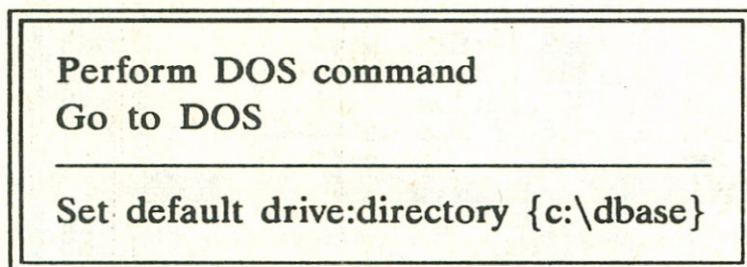 Perform DOS command
Go to DOS
Set default drive:directory {c:\dbase}